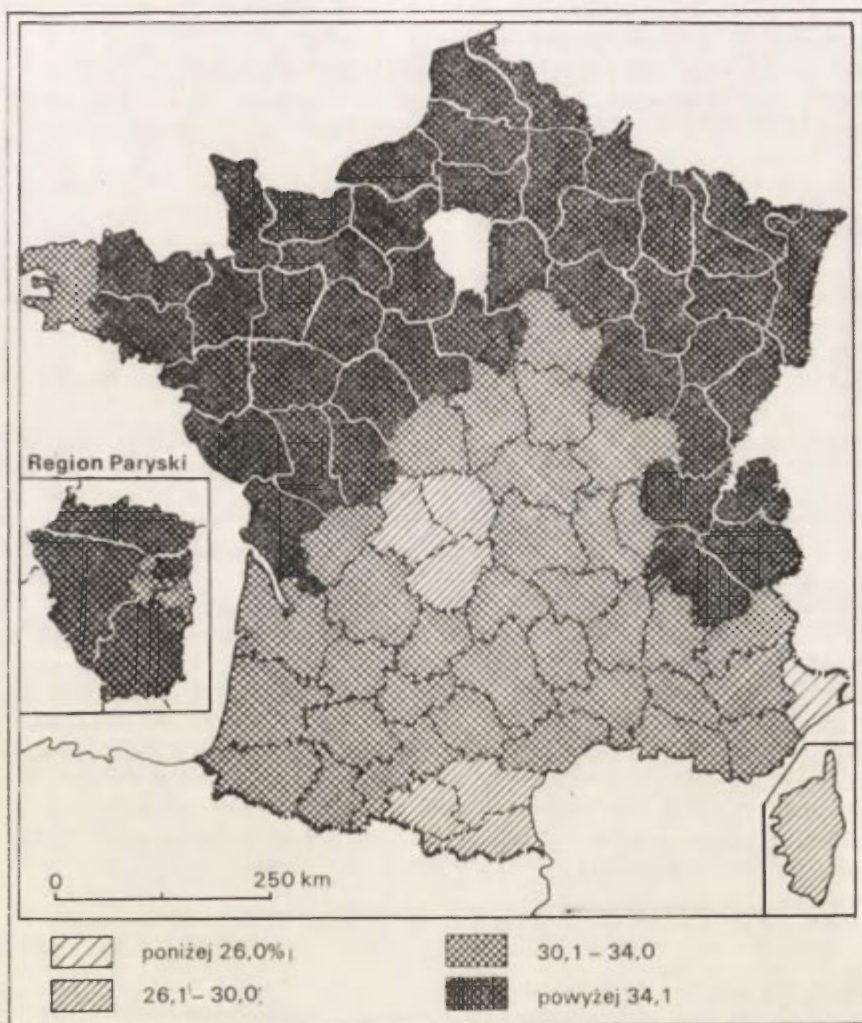 Region Paryski
0 250 km
poniżej 26,0%
26,1 – 30,0
30,1 – 34,0
powyżej 34,1